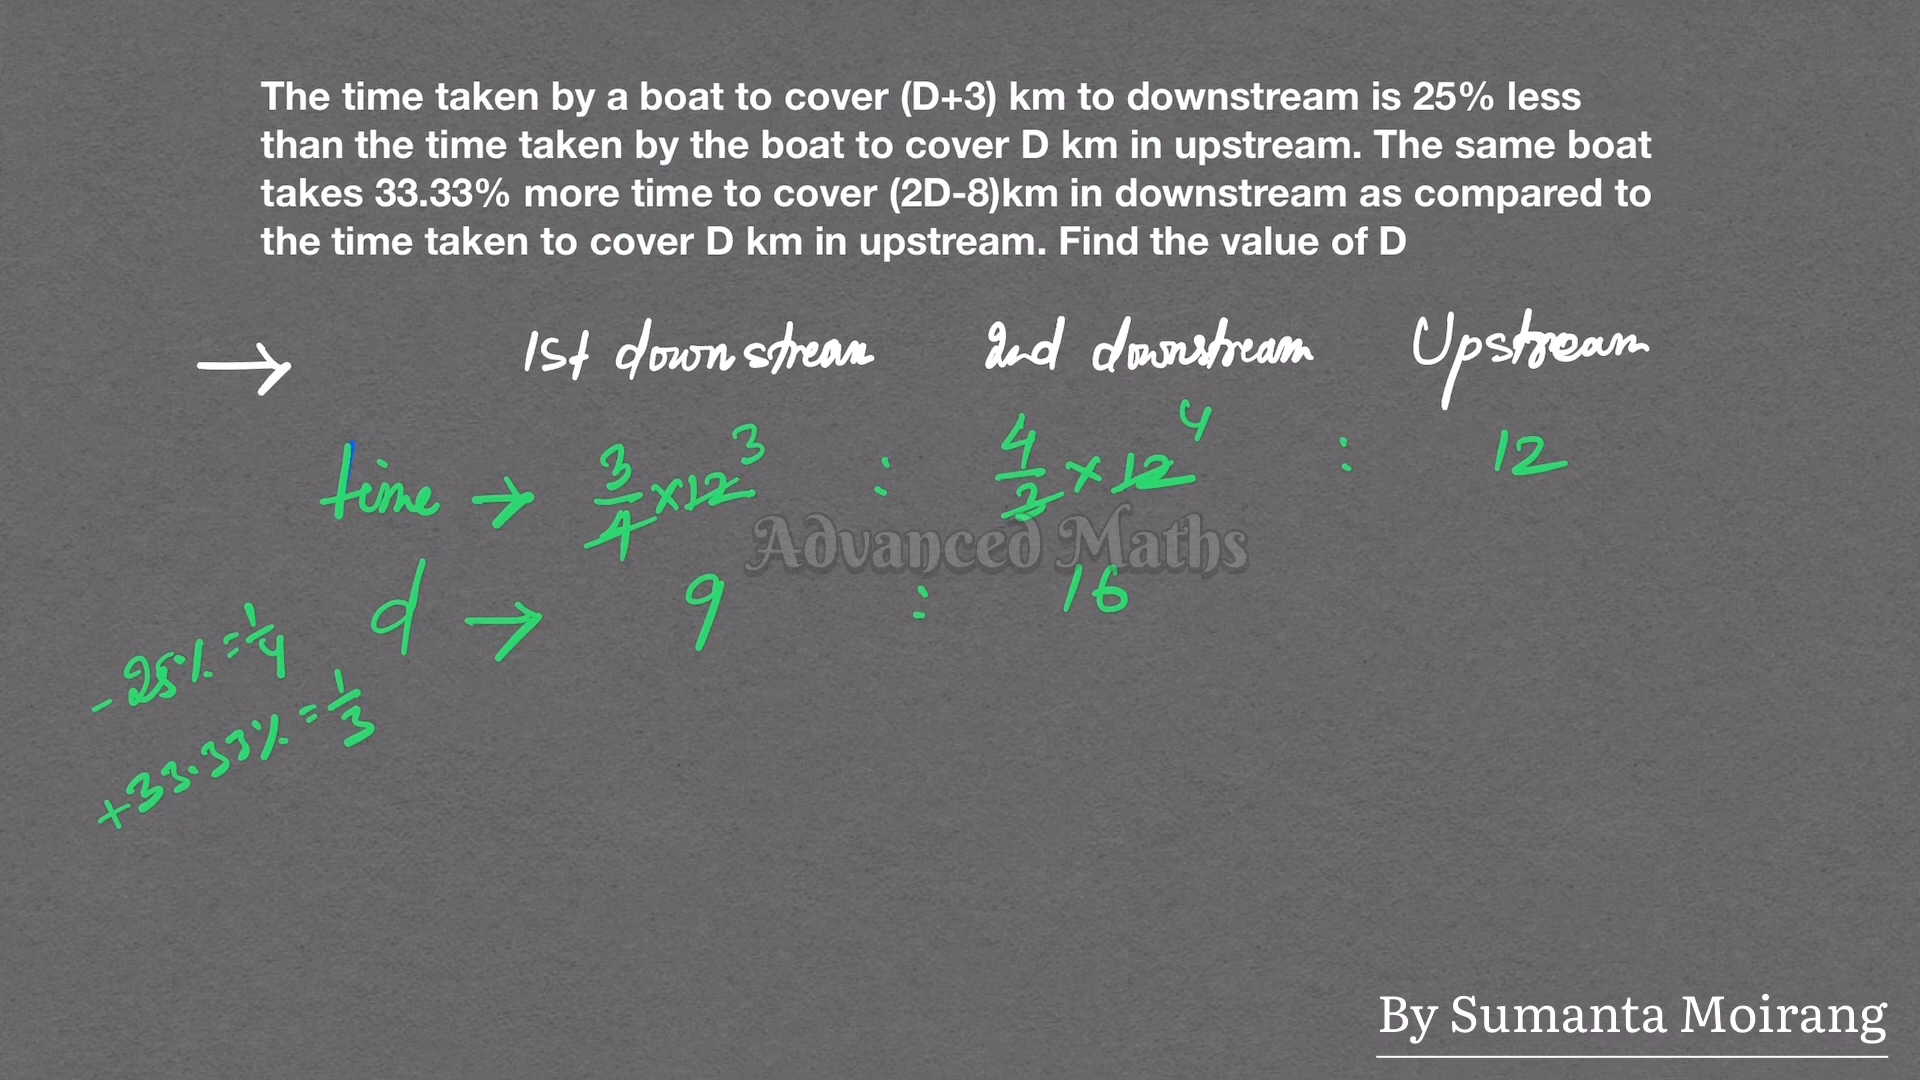 The time taken by a boat to cover (D+3) km to downstream is 25% less
than the time taken by the boat to cover D km in upstream. The same boat
takes 33.33% more time to cover (2D-8)km in downstream as compared to
the time taken to cover D km in upstream. Find the value of D
→ 1st downstream 2nd downstream Upstream
time → 3/4 × 12 3 : 4/3 × 12 4 : 12
Advanced Maths
d → 9 : 16
- 25% = 1/4
+ 33.33% = 1/3
By Sumanta Moirang